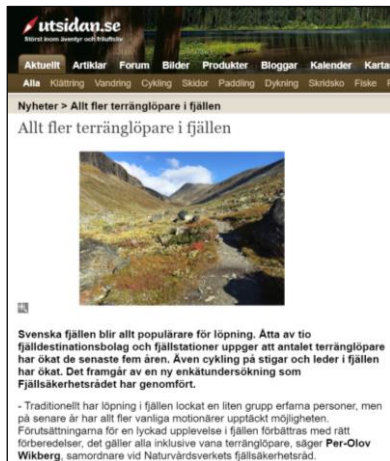 utsidan.se
Störst inom äventyr och friluftsliv
Aktuellt Artiklar Forum Bilder Produkter Bloggar Kalender Karta
Alla Klättring Vandring Cykling Skidor Paddling Dykning Skridsko Fiske
Nyheter > Allt fler terränglöpare i fjällen
Allt fler terränglöpare i fjällen
Svenska fjällen blir allt populärare för löpning. Åtta av tio
fjälldestinationsbolag och fjällstationer uppger att antalet terränglöpare
har ökat de senaste fem åren. Även cykling på stigar och leder i fjällen
har ökat. Det framgår av en ny enkätundersökning som
Fjällsäkerhetsrådet har genomfört.
- Traditionellt har löpning i fjällen lockat en liten grupp erfarna personer, men
på senare år har allt fler vanliga motionärer upptäckt möjligheten.
Förutsättningarna för en lyckad upplevelse i fjällen förbättras med rätt
förberedelser, det gäller alla inklusive vana terränglöpare, säger Per-Olov
Wikberg, samordnare vid Naturvårdsverkets fjällsäkerhetsråd.